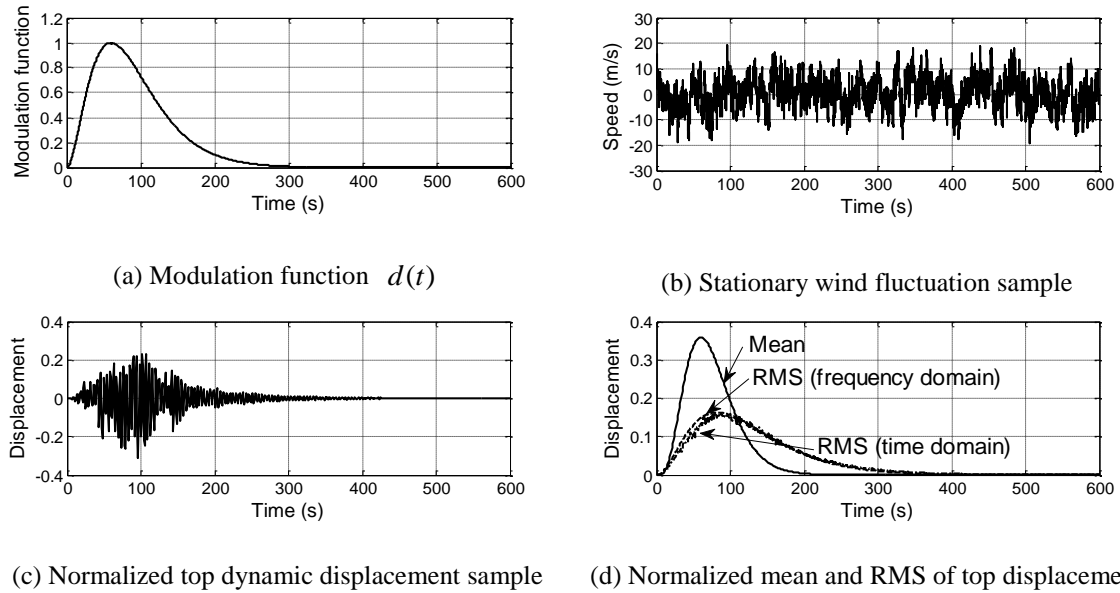 1.2
1
0.8
0.6
0.4
0.2
0
Modulation function
0 100 200 300 400 500 600
Time (s)
(a) Modulation function d(t)
30
20
10
0
-10
-20
-30
Speed (m/s)
0 100 200 300 400 500 600
Time (s)
(b) Stationary wind fluctuation sample
0.4
0.2
0
-0.2
-0.4
Displacement
0 100 200 300 400 500 600
Time (s)
(c) Normalized top dynamic displacement sample
0.4
0.3
0.2
0.1
0
Displacement
Mean
RMS (frequency domain)
RMS (time domain)
0 100 200 300 400 500 600
Time (s)
(d) Normalized mean and RMS of top displaceme